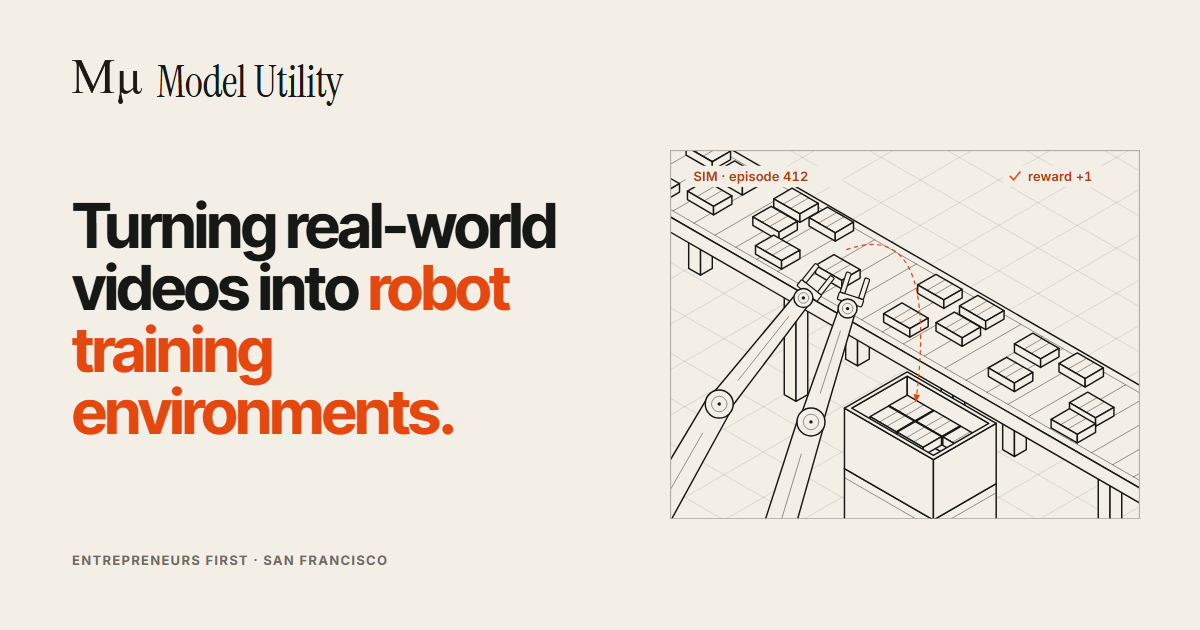 Mμ Model Utility
Turning real-world
videos into robot
training
environments.
SIM · episode 412
✓ reward +1
ENTREPRENEURS FIRST · SAN FRANCISCO